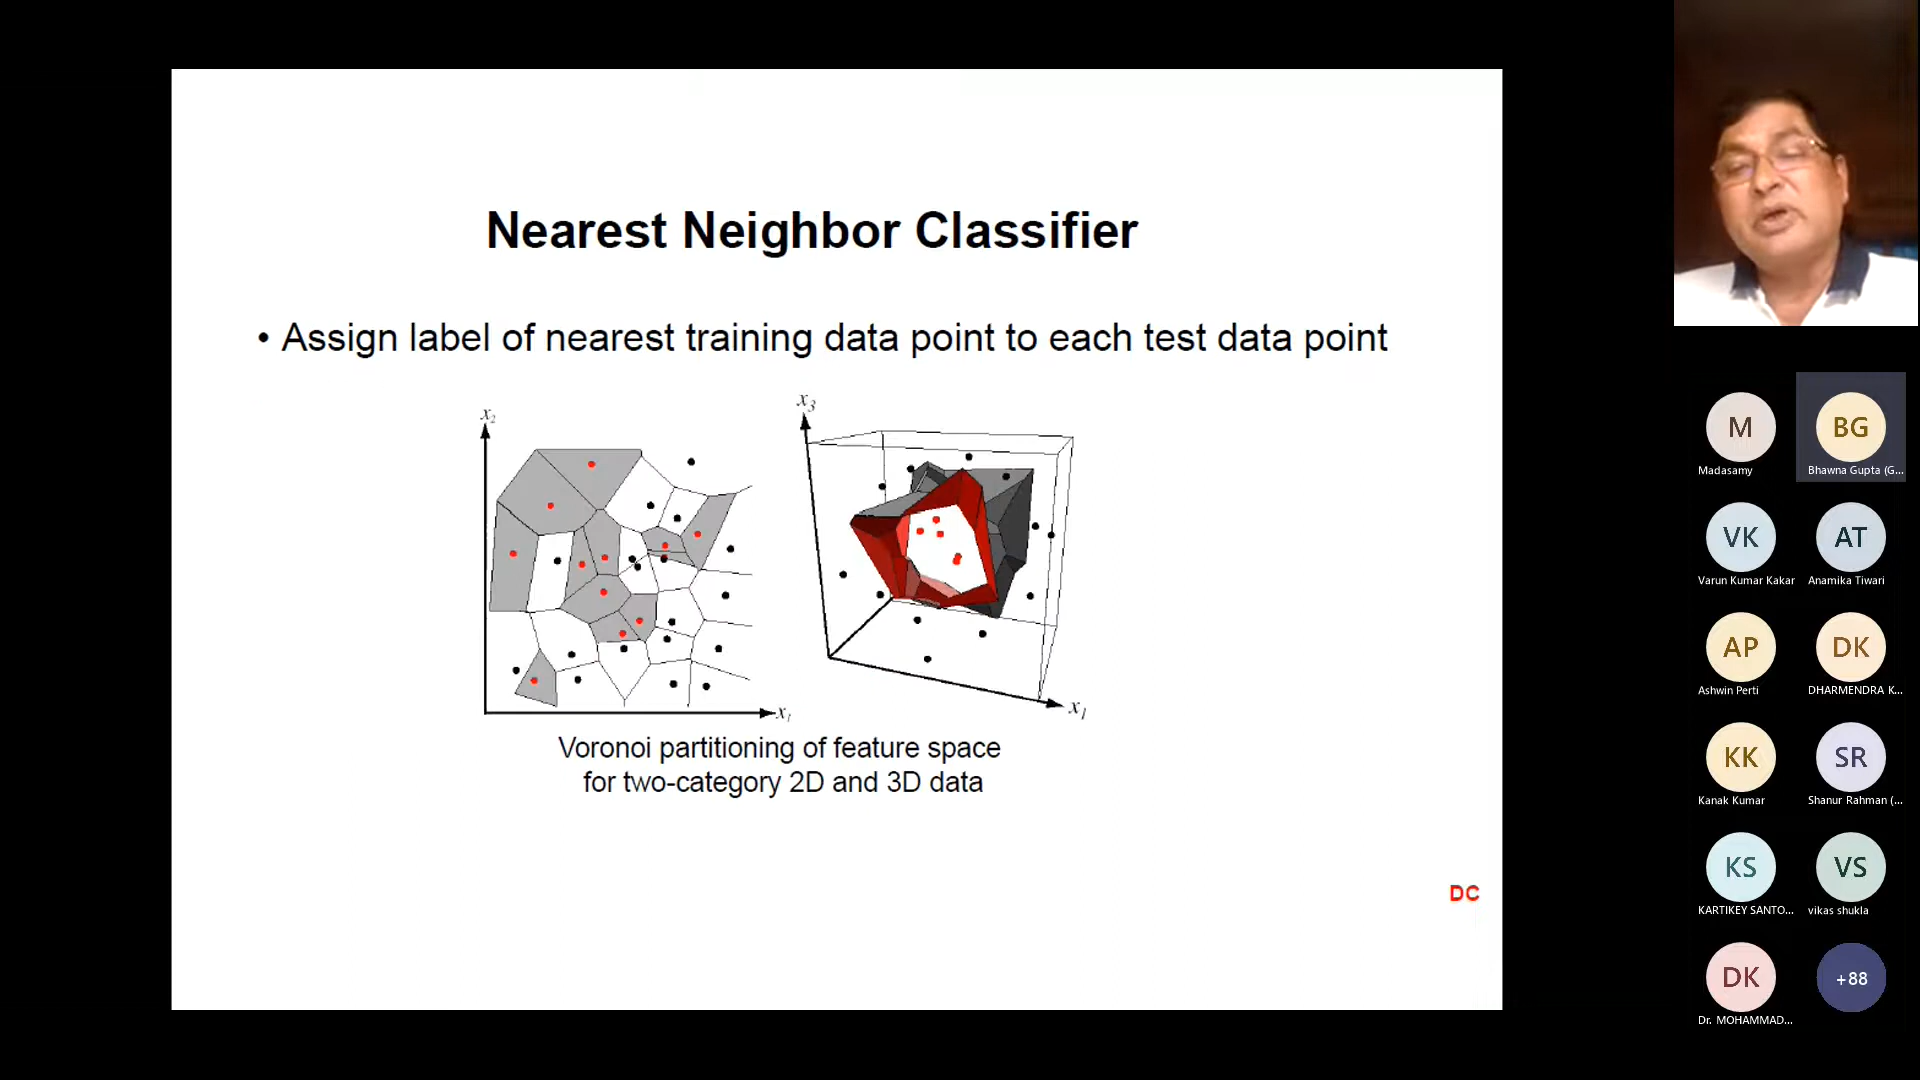 Nearest Neighbor Classifier
• Assign label of nearest training data point to each test data point
x2
x3
x1
x1
Voronoi partitioning of feature space
for two-category 2D and 3D data
DC
M
BG
Madasamy
Bhawna Gupta (G...
VK
AT
Varun Kumar Kakar
Anamika Tiwari
AP
DK
Ashwin Perti
DHARMENDRA K...
KK
SR
Kanak Kumar
Shanur Rahman (...
KS
VS
KARTIKEY SANTO...
vikas shukla
DK
+88
Dr. MOHAMMAD...